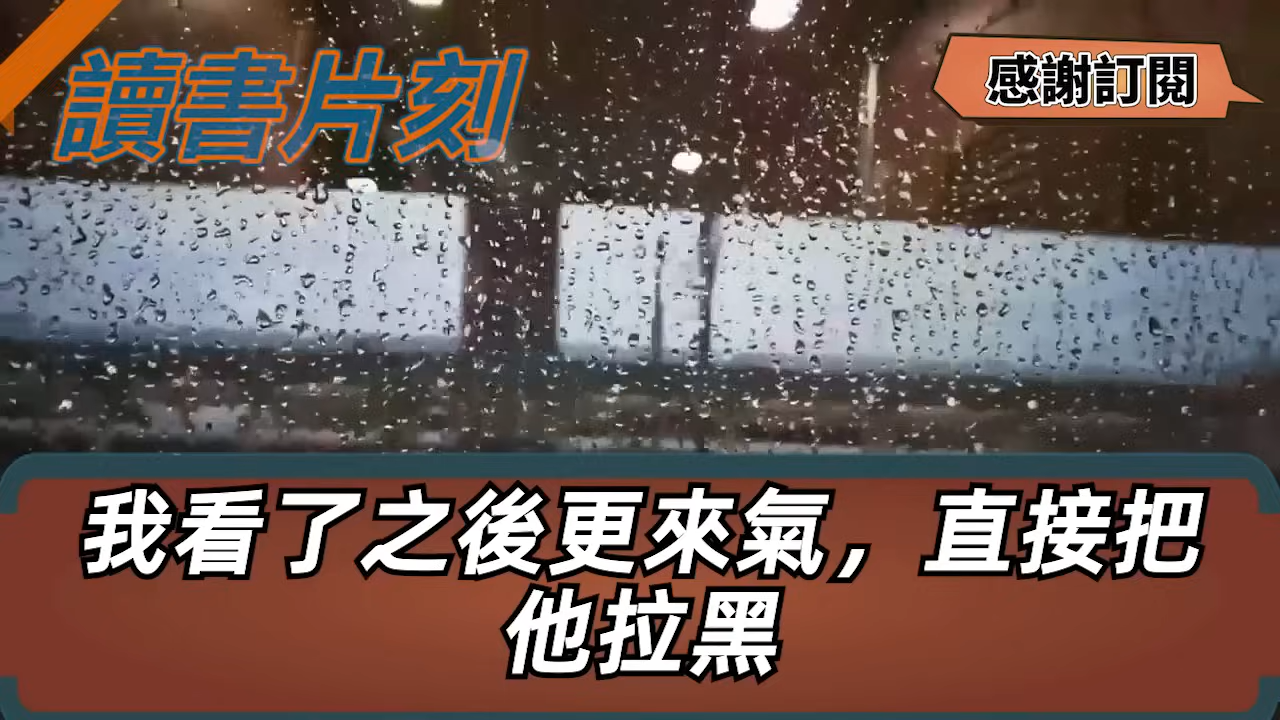 讀書片刻
感謝訂閱
我看了之後更來氣，直接把
他拉黑